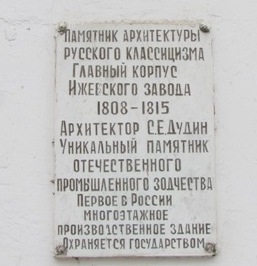 Памятник архитектуры
русского классицизма
Главный корпус
Ижевского завода
1808-1815
Архитектор С.Е.Дудин
Уникальный памятник
отечественного
промышленного зодчества
Первое в России
многоэтажное
производственное здание
Охраняется государством